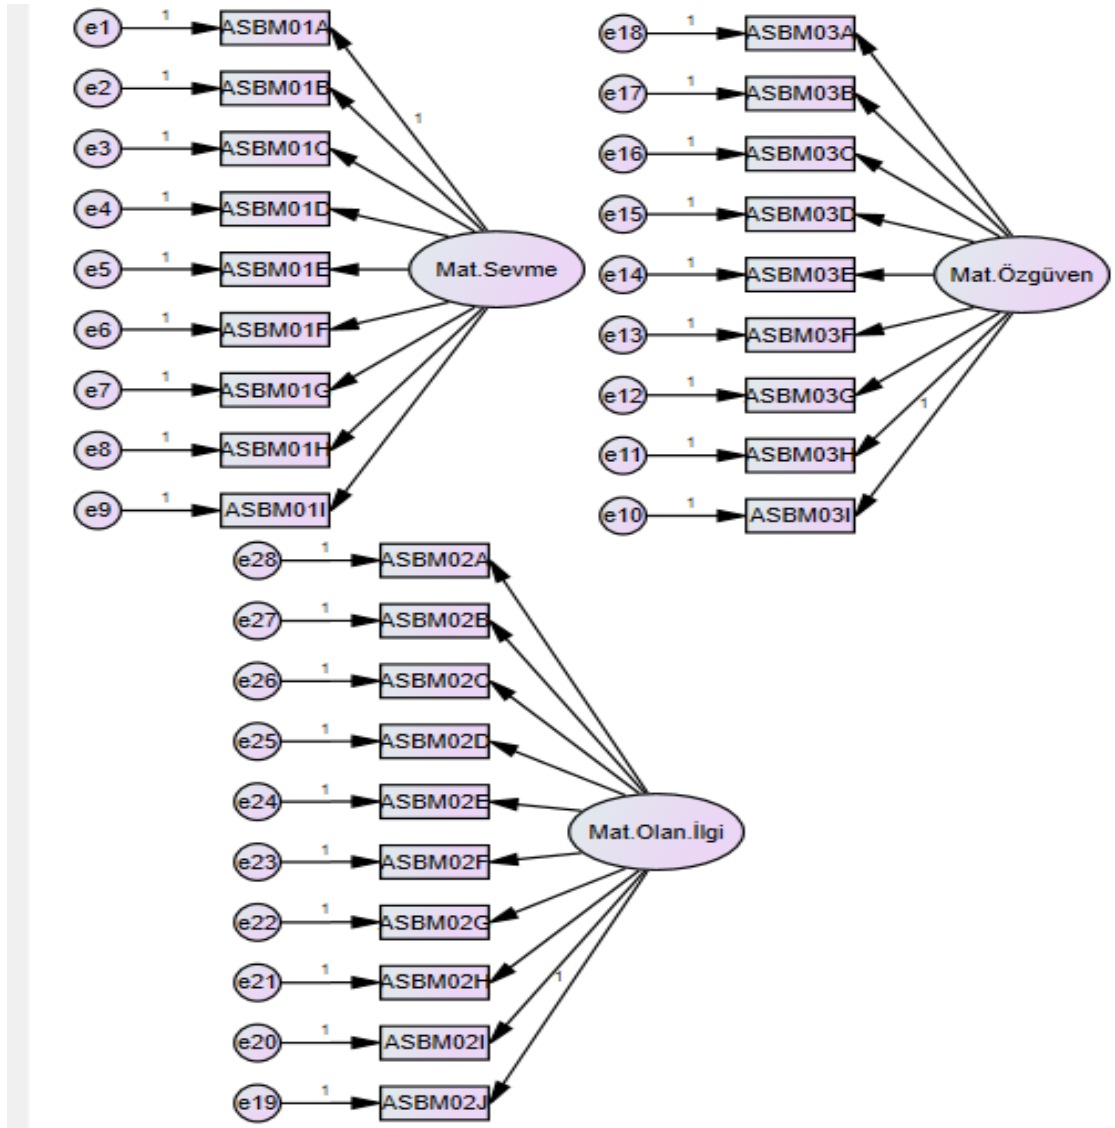 e1 1 ASBM01A
e2 1 ASBM01B
e3 1 ASBM01C
e4 1 ASBM01D
e5 1 ASBM01E
e6 1 ASBM01F
e7 1 ASBM01G
e8 1 ASBM01H
e9 1 ASBM01I
1
Mat.Sevme
e18 1 ASBM03A
e17 1 ASBM03B
e16 1 ASBM03C
e15 1 ASBM03D
e14 1 ASBM03E
e13 1 ASBM03F
e12 1 ASBM03G
e11 1 ASBM03H
e10 1 ASBM03I
1
Mat.Özgüven
e28 1 ASBM02A
e27 1 ASBM02B
e26 1 ASBM02C
e25 1 ASBM02D
e24 1 ASBM02E
e23 1 ASBM02F
e22 1 ASBM02G
e21 1 ASBM02H
e20 1 ASBM02I
e19 1 ASBM02J
1
Mat.Olan.İlgi